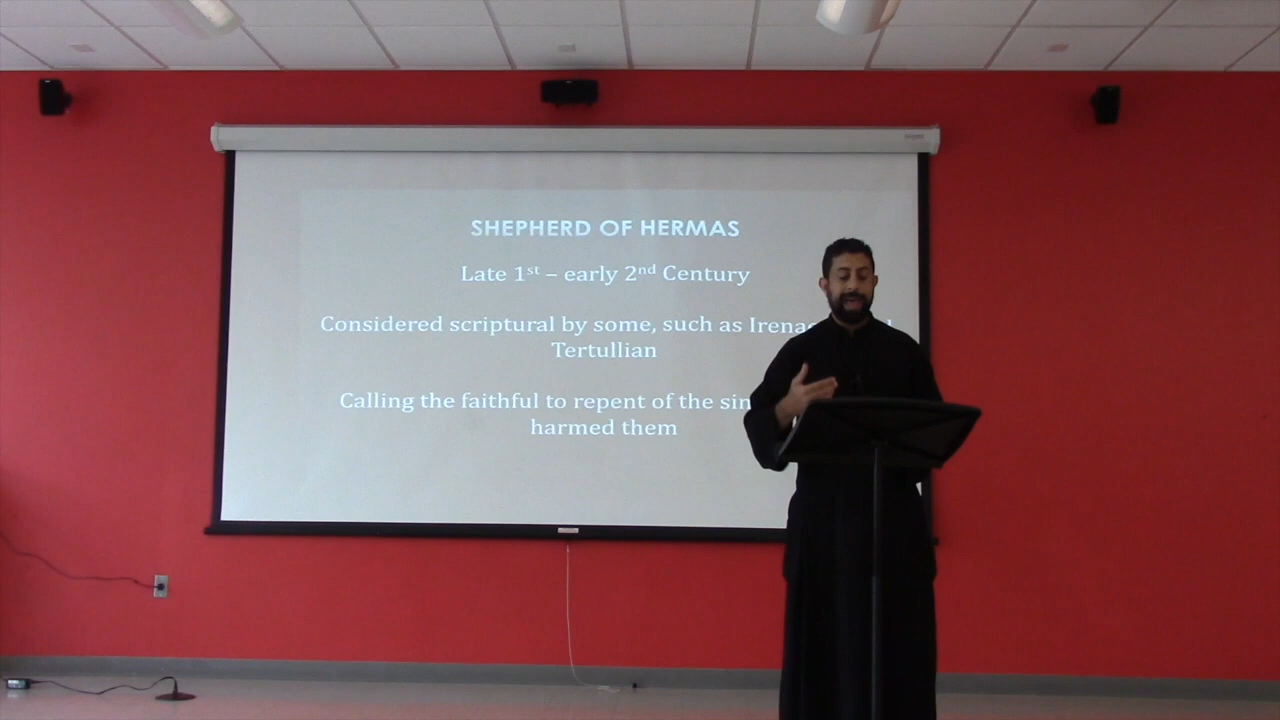 SHEPHERD OF HERMAS
Late 1st – early 2nd Century
Considered scriptural by some, such as
Tertullian
Calling the faithful to repent of the
harmed them